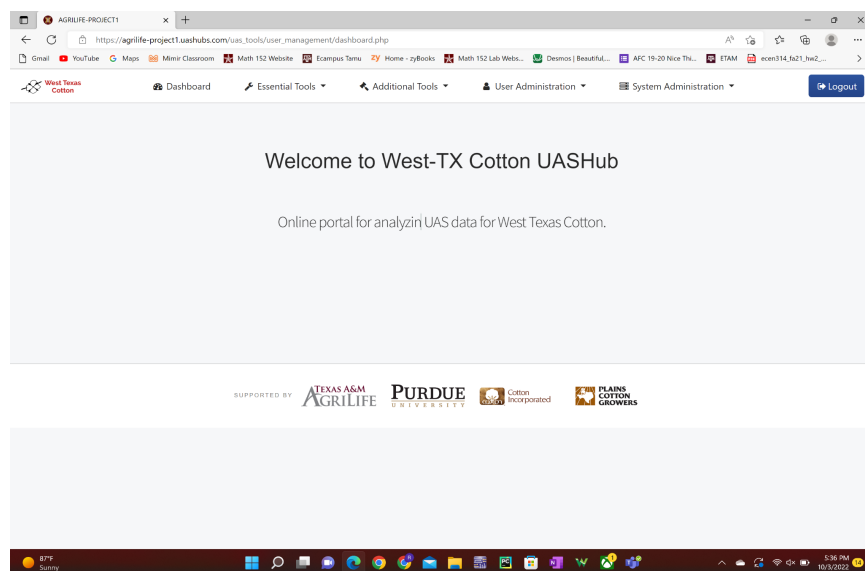 AGRILIFE-PROJECT1
https://agrilife-project1.uashubs.com/uas_tools/user_management/dashboard.php
Gmail YouTube Maps Mimir Classroom Math 152 Website Ecampus Tamu Home - zyBooks Math 152 Lab Webs... Desmos | Beautiful,... AFC 19-20 Nice Thi... ETAM ecen314_fa21_hw2_...
West Texas
Cotton
Dashboard Essential Tools Additional Tools User Administration System Administration Logout
Welcome to West-TX Cotton UASHub
Online portal for analyzin UAS data for West Texas Cotton.
SUPPORTED BY
TEXAS A&M
AGRILIFE
PURDUE
UNIVERSITY
Cotton
Incorporated
PLAINS
COTTON
GROWERS
87°F
Sunny
5:36 PM
10/3/2022